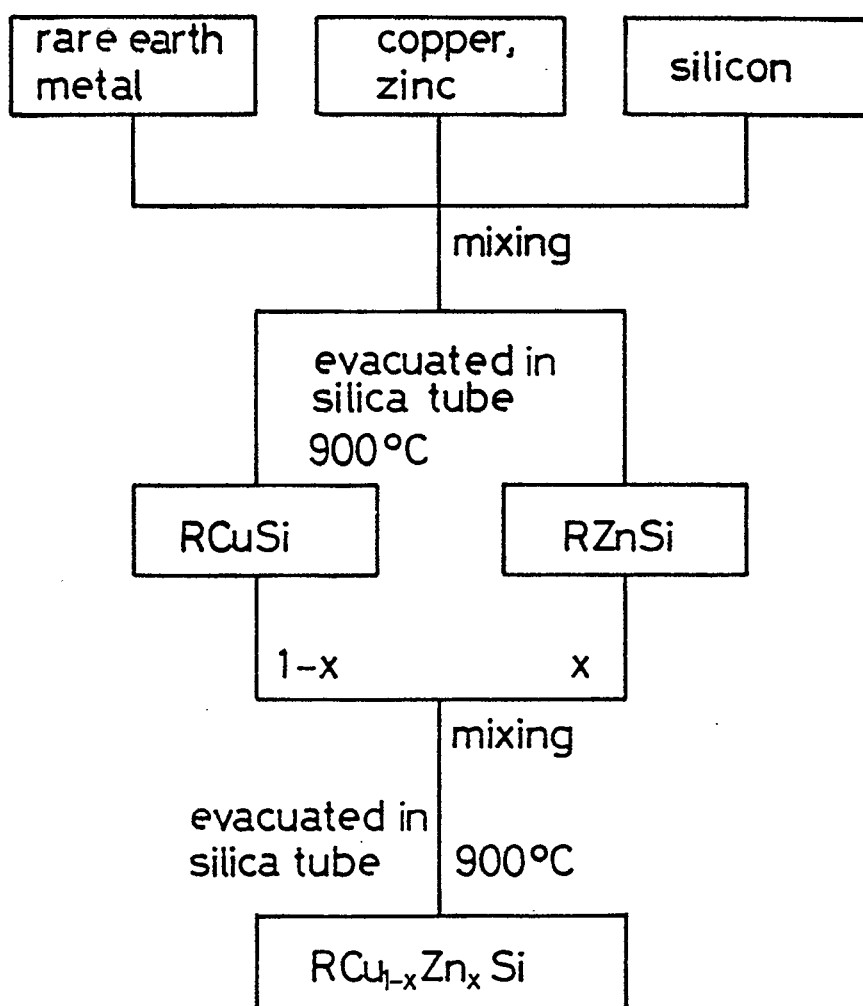 rare earth
metal
copper,
zinc
silicon
mixing
evacuated in
silica tube
900°C
RCuSi
RZnSi
1-x
x
mixing
evacuated in
silica tube
900°C
RCu₁₋ₓZnₓSi